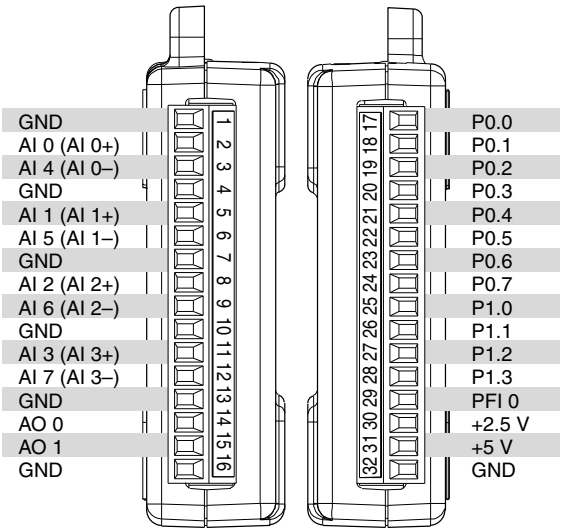 GND 1 17 P0.0
AI 0 (AI 0+) 2 18 P0.1
AI 4 (AI 0–) 3 19 P0.2
GND 4 20 P0.3
AI 1 (AI 1+) 5 21 P0.4
AI 5 (AI 1–) 6 22 P0.5
GND 7 23 P0.6
AI 2 (AI 2+) 8 24 P0.7
AI 6 (AI 2–) 9 25 P1.0
GND 10 26 P1.1
AI 3 (AI 3+) 11 27 P1.2
AI 7 (AI 3–) 12 28 P1.3
GND 13 29 PFI 0
AO 0 14 30 +2.5 V
AO 1 15 31 +5 V
GND 16 32 GND